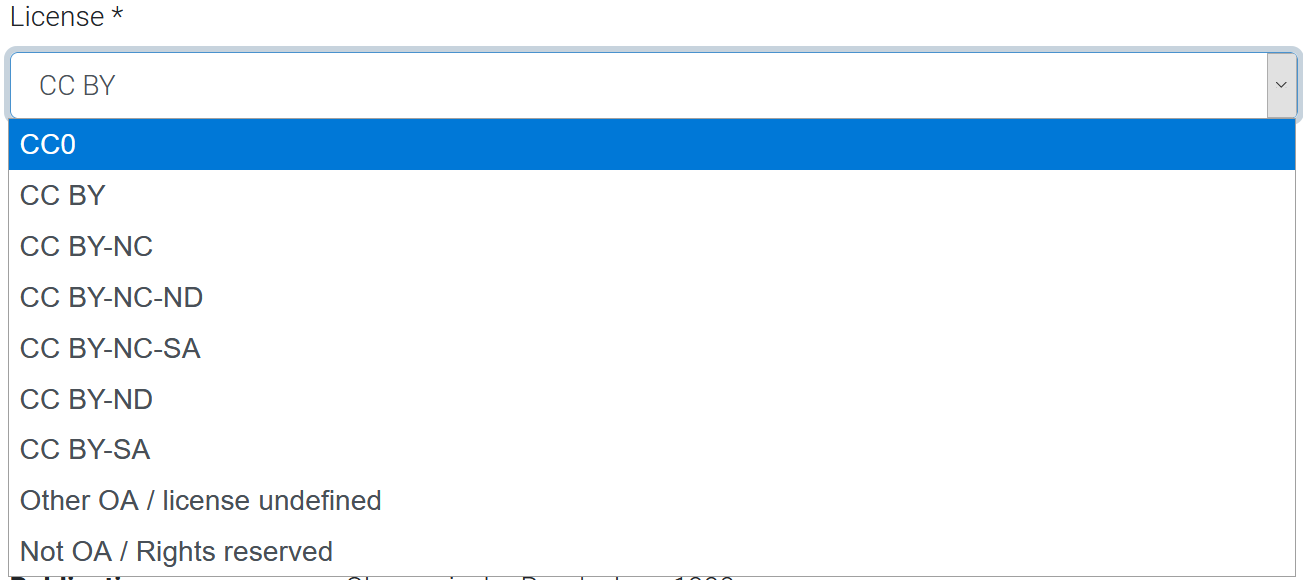 License *
CC BY
CC0
CC BY
CC BY-NC
CC BY-NC-ND
CC BY-NC-SA
CC BY-ND
CC BY-SA
Other OA / license undefined
Not OA / Rights reserved